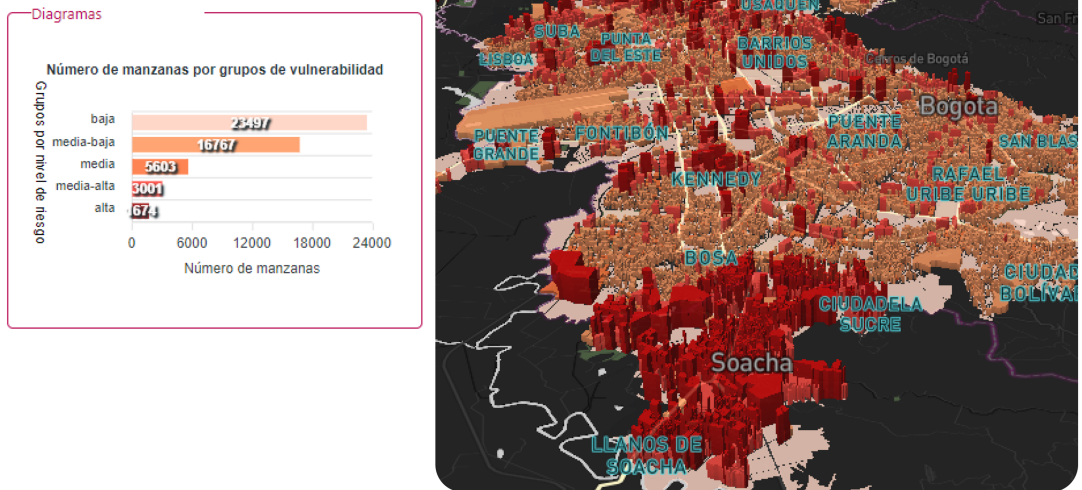 Diagramas
Número de manzanas por grupos de vulnerabilidad
Grupos por nivel de riesgo
baja
23497
media-baja
16767
media
5603
media-alta
3001
alta
0
6000
12000
18000
24000
Número de manzanas
USAQUÉN
San Fr
SUBA
PUNTA
DEL ESTE
BARRIOS
UNIDOS
LISBOA
Cerros de Bogotá
Bogota
PUENTE
GRANDE
FONTIBÓN
PUENTE
ARANDA
SAN BLAS
KENNEDY
RAFAEL
URIBE URIBE
BOSA
CIUDAD
BOLÍVAR
CIUDADELA
SUCRE
Soacha
LLANOS DE
SOACHA